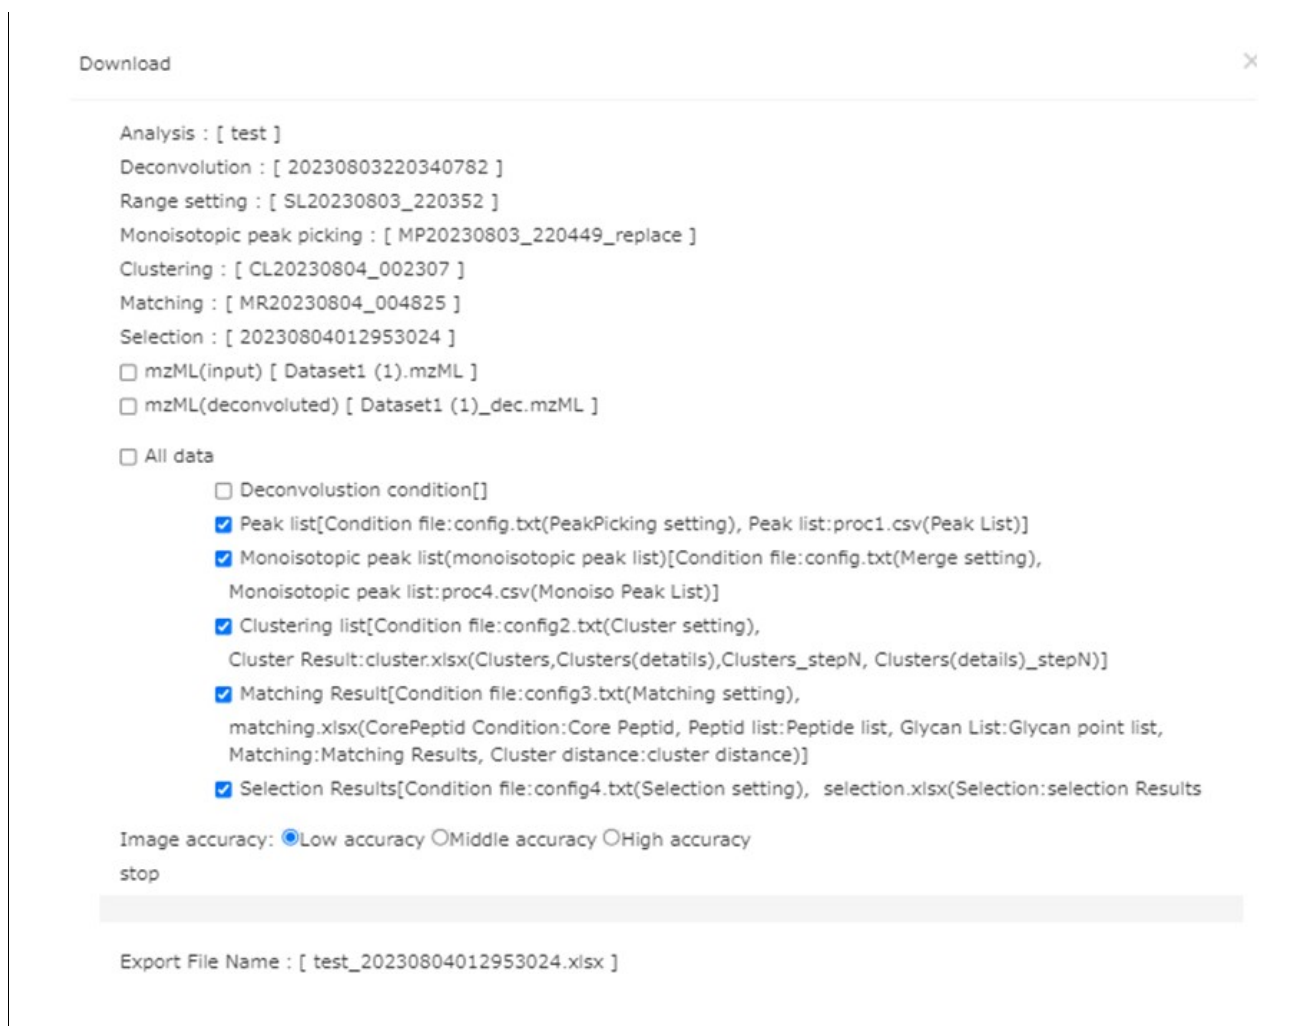 Download
Analysis : [ test ]
Deconvolution : [ 20230803220340782 ]
Range setting : [ SL20230803_220352 ]
Monoisotopic peak picking : [ MP20230803_220449_replace ]
Clustering : [ CL20230804_002307 ]
Matching : [ MR20230804_004825 ]
Selection : [ 20230804012953024 ]
mzML(input) [ Dataset1 (1).mzML ]
mzML(deconvoluted) [ Dataset1 (1)_dec.mzML ]
All data
Deconvolustion condition[]
Peak list[Condition file:config.txt(PeakPicking setting), Peak list:proc1.csv(Peak List)]
Monoisotopic peak list(monoisotopic peak list)[Condition file:config.txt(Merge setting),
Monoisotopic peak list:proc4.csv(Monoiso Peak List)]
Clustering list[Condition file:config2.txt(Cluster setting),
Cluster Result:cluster.xlsx(Clusters,Clusters(detatils),Clusters_stepN, Clusters(details)_stepN)]
Matching Result[Condition file:config3.txt(Matching setting),
matching.xlsx(CorePeptid Condition:Core Peptid, Peptid list:Peptide list, Glycan List:Glycan point list,
Matching:Matching Results, Cluster distance:cluster distance)]
Selection Results[Condition file:config4.txt(Selection setting), selection.xlsx(Selection:selection Results
Image accuracy: Low accuracy Middle accuracy High accuracy
stop
Export File Name : [ test_20230804012953024.xlsx ]